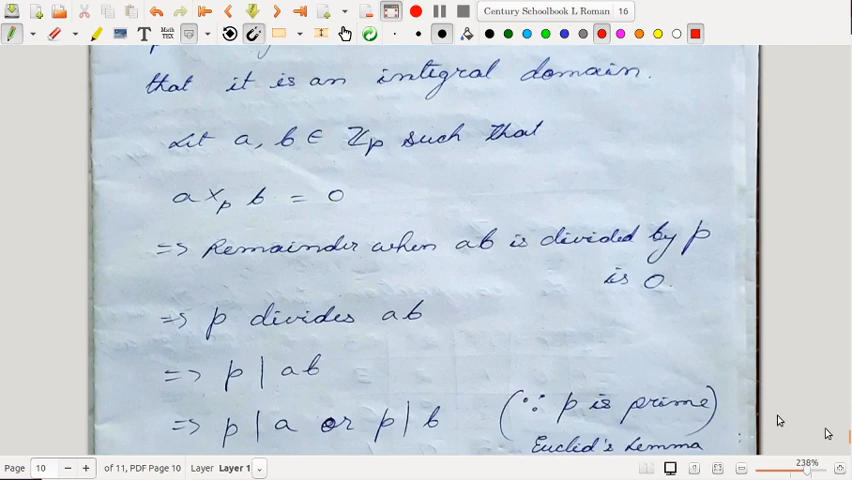 Century Schoolbook L Roman 16
Math TEX
that it is an integral domain.
Let a, b ∈ ℤp such that
a ×p b = 0
=> Remainder when ab is divided by p
is 0.
=> p divides ab
=> p | ab
=> p | a or p | b (∵ p is prime)
Euclid's Lemma
Page 10 of 11, PDF Page 10 Layer Layer 1 238%